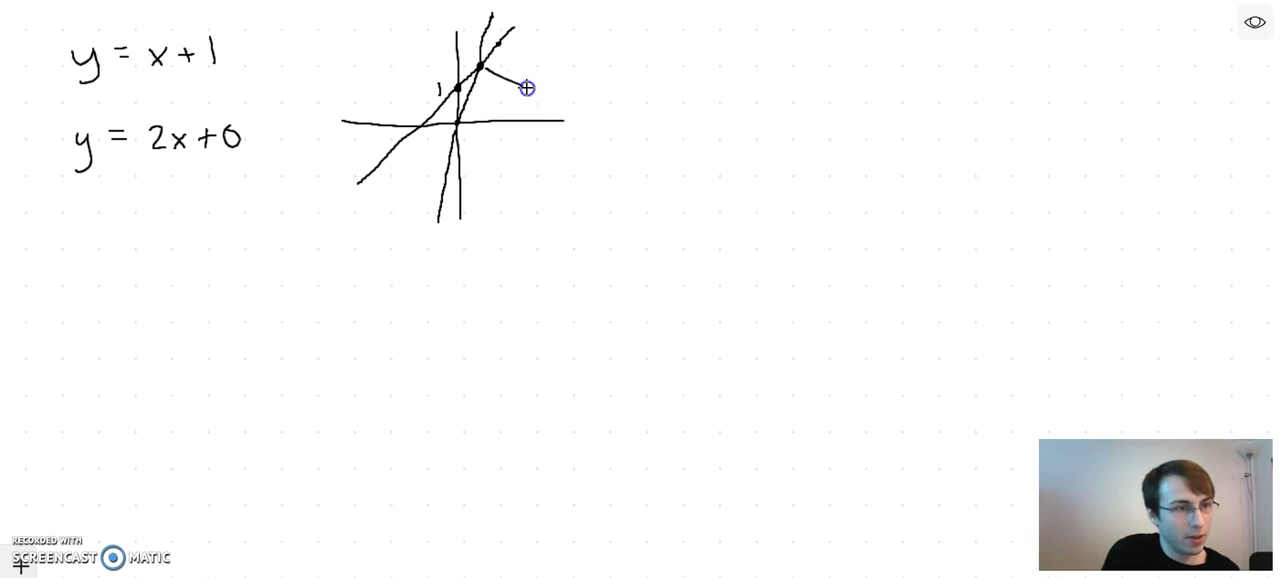 y = x + 1
1
y = 2x + 0
RECORDED WITH
SCREENCAST MATIC